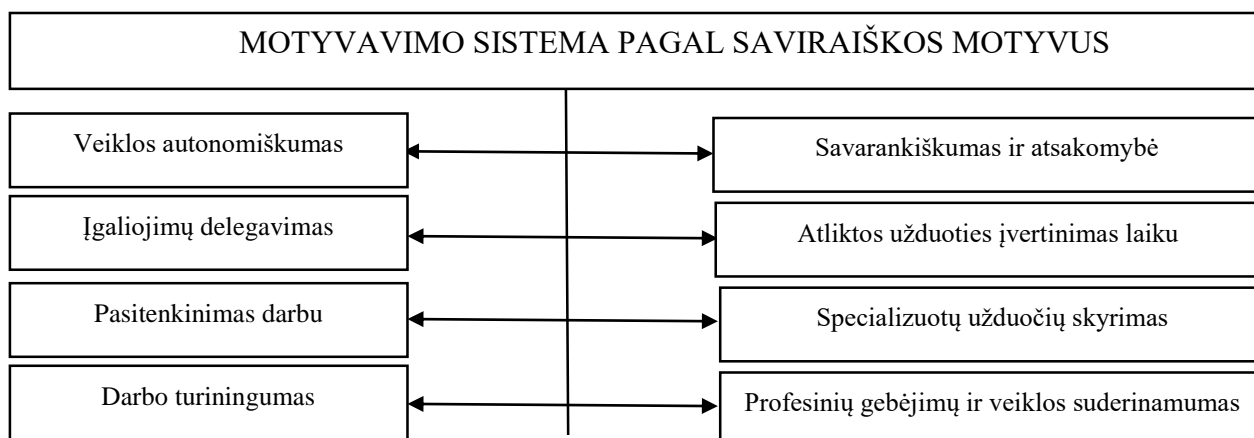 MOTYVAVIMO SISTEMA PAGAL SAVIRAIŠKOS MOTYVUS
Veiklos autonomiškumas
Savarankiškumas ir atsakomybė
Įgaliojimų delegavimas
Atliktos užduoties įvertinimas laiku
Pasitenkinimas darbu
Specializuotų užduočių skyrimas
Darbo turiningumas
Profesinių gebėjimų ir veiklos suderinamumas